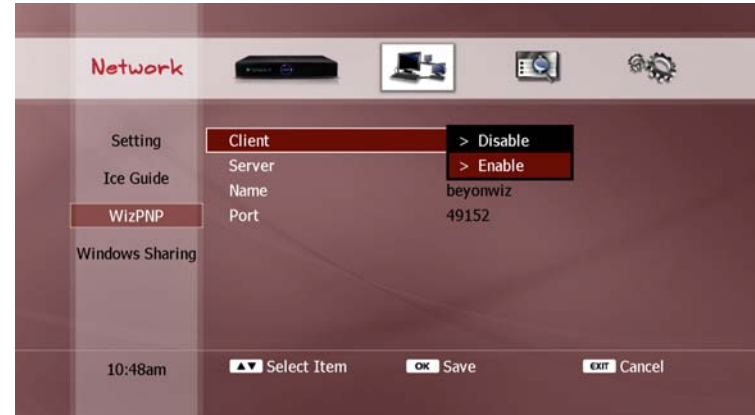 Network
Setting
Ice Guide
WizPNP
Windows Sharing
Client > Disable
Server > Enable
Name beyonwiz
Port 49152
10:48am ▲▼ Select Item OK Save EXIT Cancel